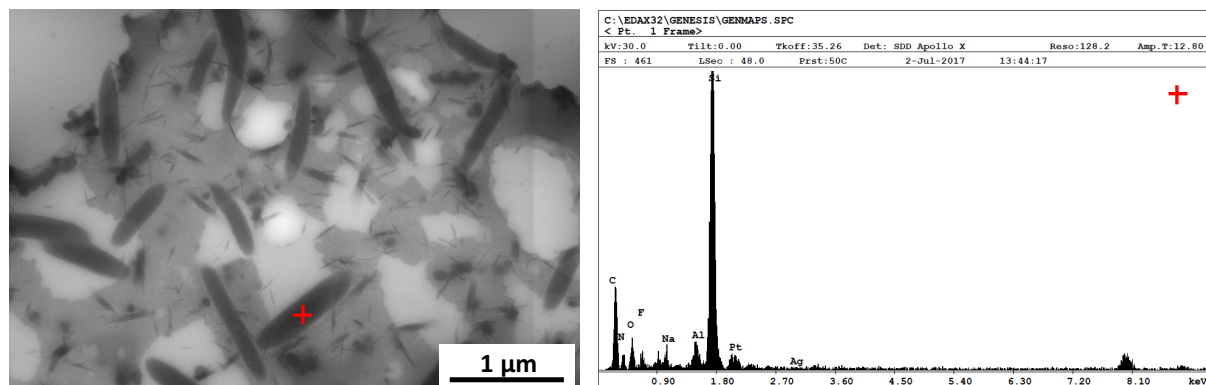 C:\EDAX32\GENESIS\GENMAPS.SPC
< Pt. 1 Frame>
kV:30.0 Tilt:0.00 Tkoff:35.26 Det: SDD Apollo X Reso:128.2 Amp.T:12.80
FS : 461 LSec : 48.0 Prst:50C 2-Jul-2017 13:44:17
Si
C
F
O
N
Na
Al
Pt
Ag
1 μm
0.90 1.80 2.70 3.60 4.50 5.40 6.30 7.20 8.10 keV